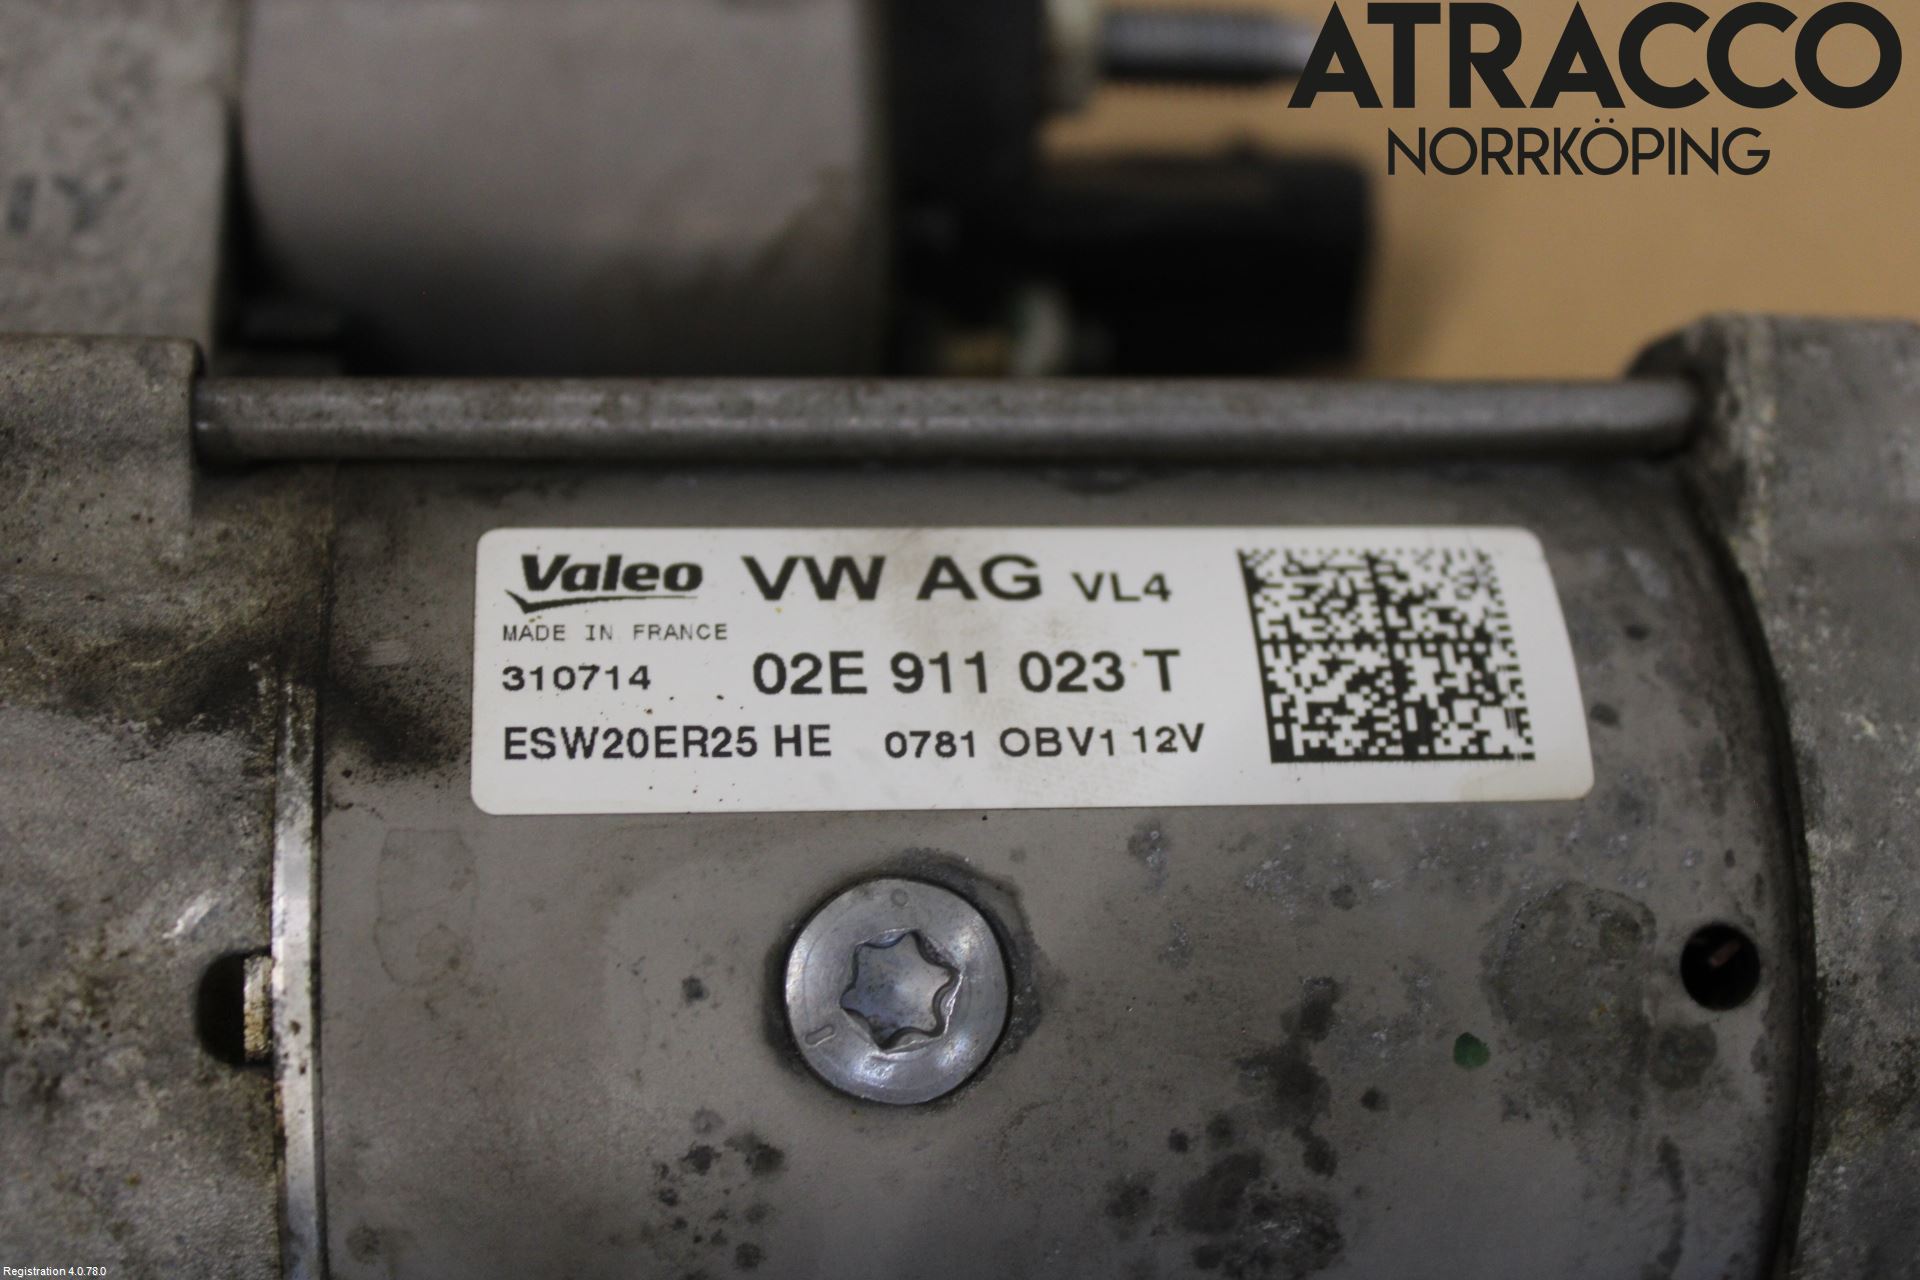 ATRACCO
NORRKÖPING
Valeo VW AG VL4
MADE IN FRANCE
310714 02E 911 023 T
ESW20ER25 HE 0781 OBV1 12V
Registration 4.0.78.0